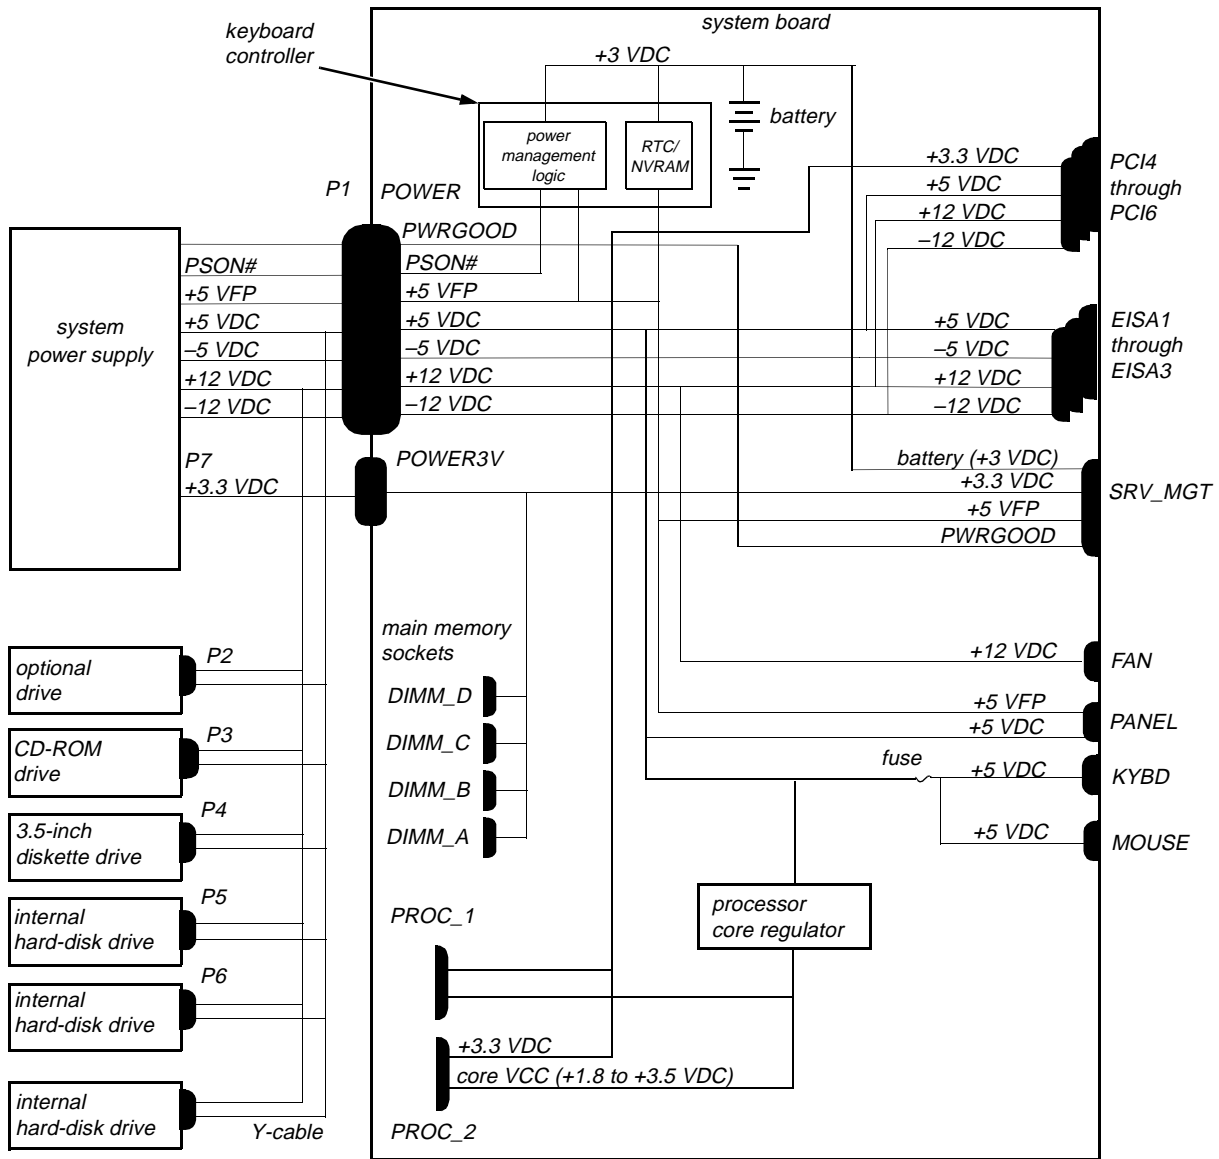 system board
keyboard
controller
+3 VDC
battery
power
management
logic
RTC/
NVRAM
P1
POWER
+3.3 VDC
+5 VDC
+12 VDC
–12 VDC
PCI4
through
PCI6
system
power supply
PSON#
+5 VFP
+5 VDC
–5 VDC
+12 VDC
–12 VDC
P7
+3.3 VDC
PWRGOOD
PSON#
+5 VFP
+5 VDC
–5 VDC
+12 VDC
–12 VDC
POWER3V
+5 VDC
–5 VDC
+12 VDC
–12 VDC
EISA1
through
EISA3
battery (+3 VDC)
+3.3 VDC
+5 VFP
PWRGOOD
SRV_MGT
main memory
sockets
DIMM_D
DIMM_C
DIMM_B
DIMM_A
+12 VDC
FAN
+5 VFP
+5 VDC
PANEL
fuse
+5 VDC
KYBD
+5 VDC
MOUSE
optional
drive
P2
CD-ROM
drive
P3
3.5-inch
diskette drive
P4
internal
hard-disk drive
P5
internal
hard-disk drive
P6
internal
hard-disk drive
Y-cable
processor
core regulator
PROC_1
+3.3 VDC
core VCC (+1.8 to +3.5 VDC)
PROC_2